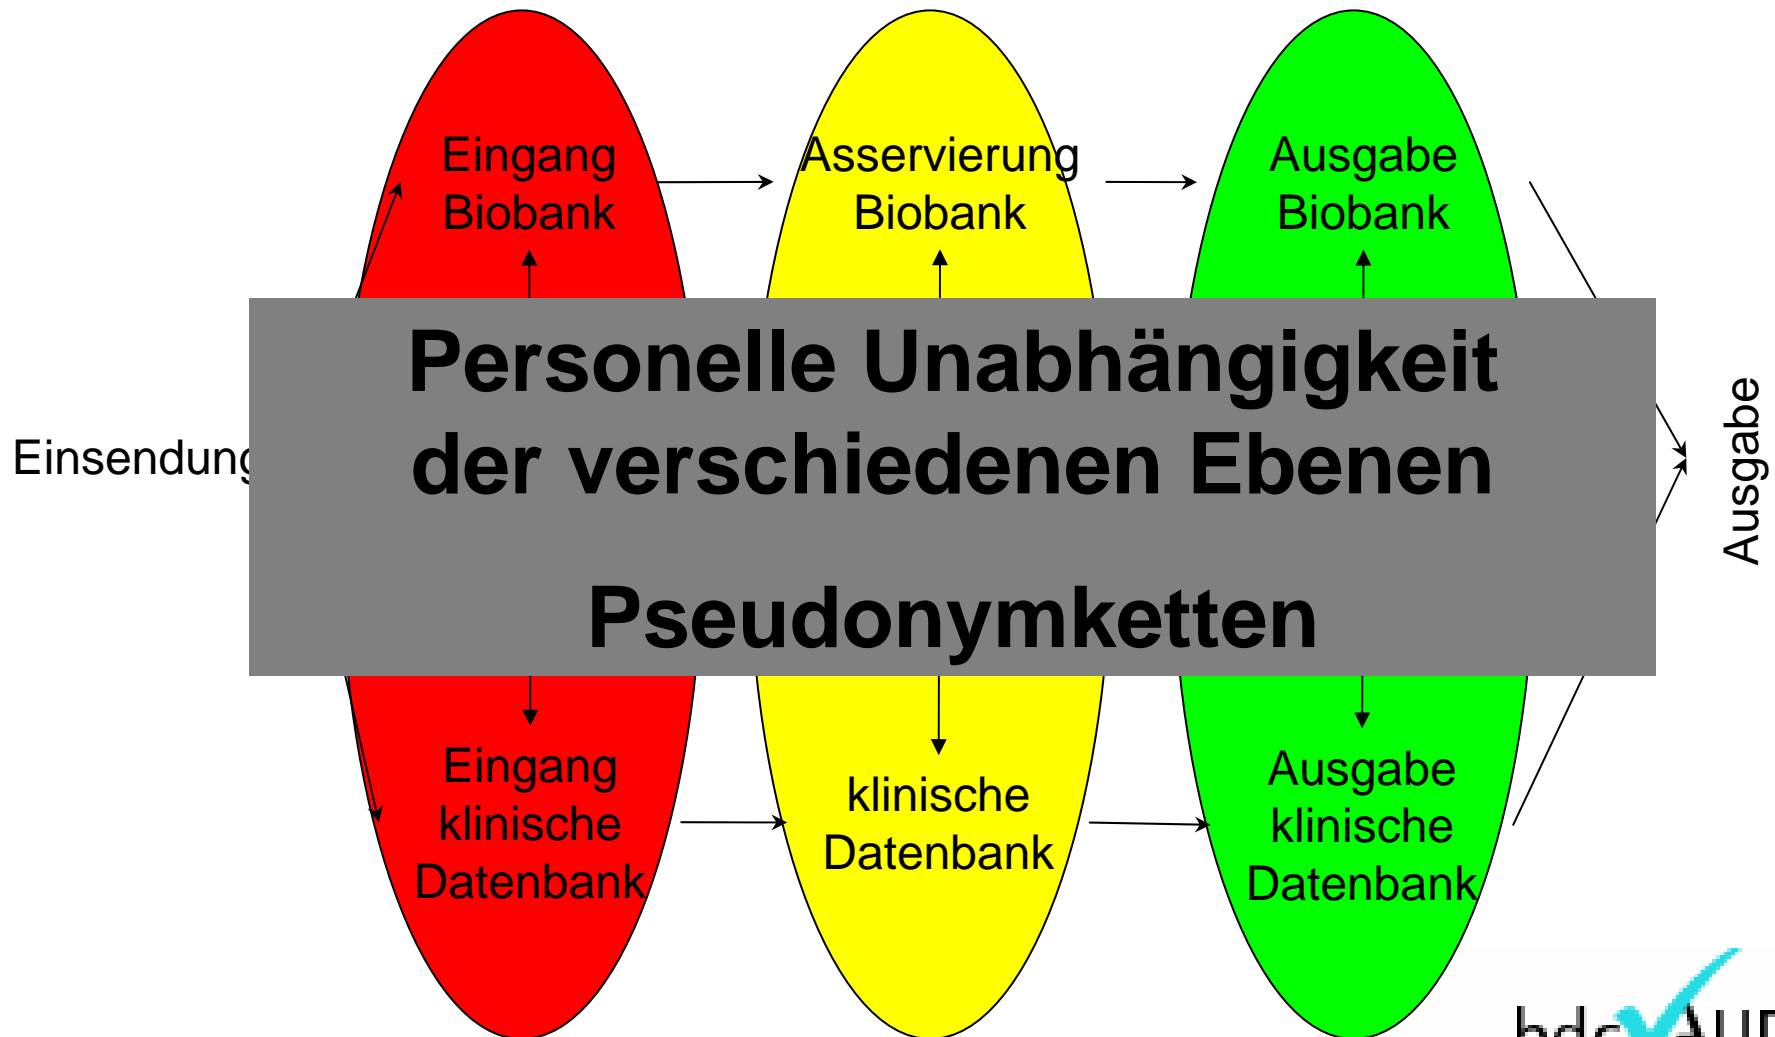 Eingang
Biobank
Asservierung
Biobank
Ausgabe
Biobank
Einsendung
Personelle Unabhängigkeit
der verschiedenen Ebenen
Pseudonymketten
Ausgabe
Eingang
klinische
Datenbank
klinische
Datenbank
Ausgabe
klinische
Datenbank